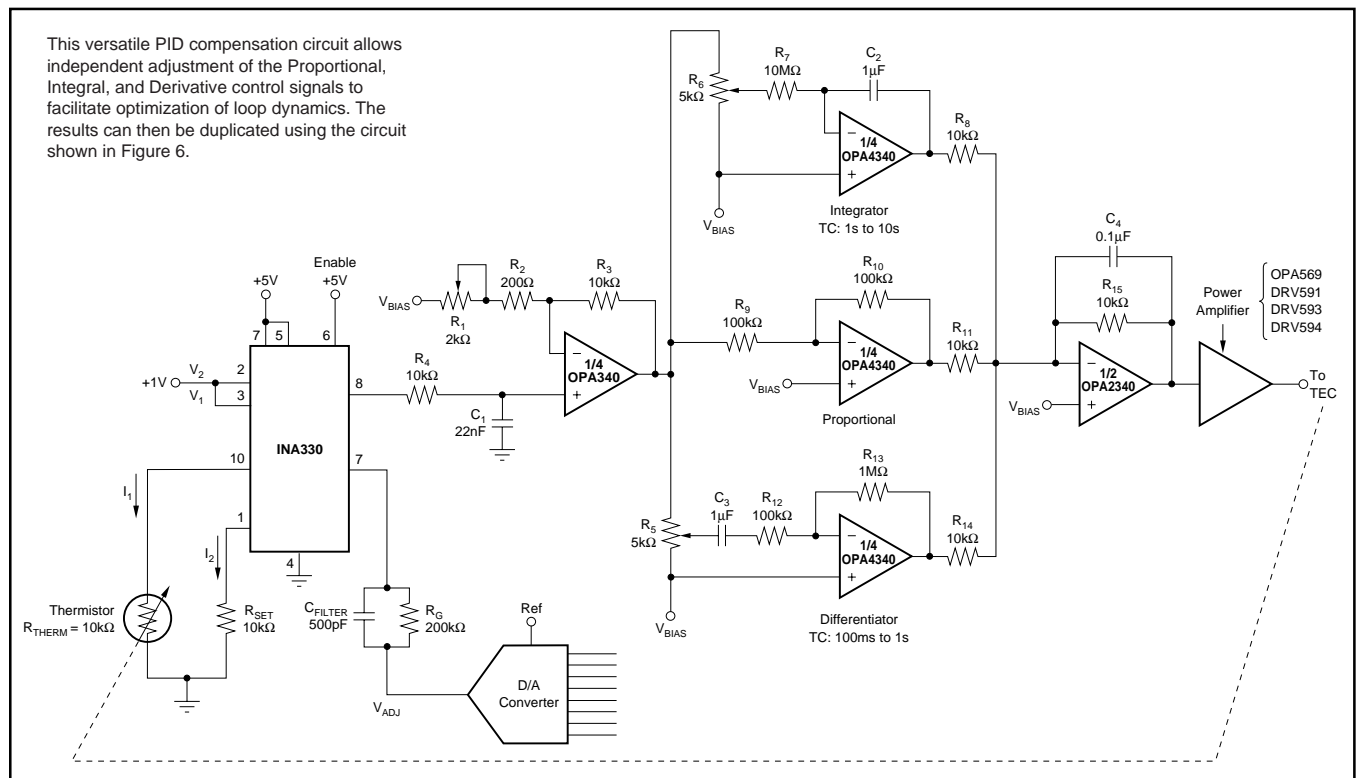 This versatile PID compensation circuit allows
independent adjustment of the Proportional,
Integral, and Derivative control signals to
facilitate optimization of loop dynamics. The
results can then be duplicated using the circuit
shown in Figure 6.
R6
5kΩ
R7
10MΩ
C2
1µF
−
1/4
OPA4340
+
R8
10kΩ
VBIAS
Integrator
TC: 1s to 10s
Enable
+5V
+5V
7
5
6
+1V
V2
V1
2
3
8
INA330
10
7
1
4
I1
I2
Thermistor
RTHERM = 10kΩ
RSET
10kΩ
CFILTER
500pF
RG
200kΩ
VADJ
Ref
D/A
Converter
R4
10kΩ
C1
22nF
VBIAS
R1
2kΩ
R2
200Ω
R3
10kΩ
−
1/4
OPA340
+
R9
100kΩ
R10
100kΩ
−
1/4
OPA4340
+
VBIAS
R11
10kΩ
Proportional
R5
5kΩ
C3
1µF
R12
100kΩ
R13
1MΩ
−
1/4
OPA4340
+
R14
10kΩ
VBIAS
Differentiator
TC: 100ms to 1s
C4
0.1µF
R15
10kΩ
−
1/2
OPA2340
+
VBIAS
Power
Amplifier
OPA569
DRV591
DRV593
DRV594
To
TEC